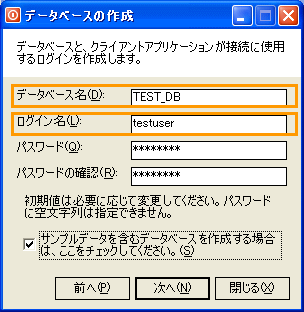 データベースの作成
データベースと、クライアントアプリケーションが接続に使用
するログインを作成します。
データベース名(D): TEST_DB
ログイン名(L): testuser
パスワード(Q): ********
パスワードの確認(R): ********
初期値は必要に応じて変更してください。パスワード
に空文字列は指定できません。
サンプルデータを含むデータベースを作成する場合
は、ここをチェックしてください。(S)
前へ(P) 次へ(N) 閉じる(X)